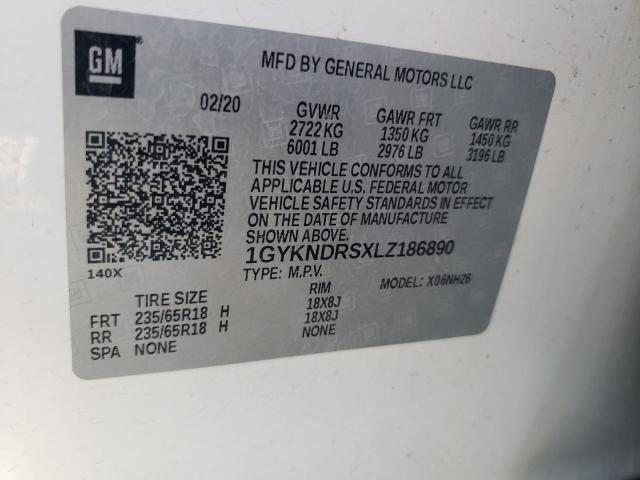 GM
MFD BY GENERAL MOTORS LLC
02/20 GVWR GAWR FRT GAWR RR
2722 KG 1350 KG 1450 KG
6001 LB 2976 LB 3196 LB
THIS VEHICLE CONFORMS TO ALL
APPLICABLE U.S. FEDERAL MOTOR
VEHICLE SAFETY STANDARDS IN EFFECT
ON THE DATE OF MANUFACTURE
SHOWN ABOVE.
1GYKNDRSXLZ186890
140X
TYPE: M.P.V. MODEL: X06NH26
TIRE SIZE RIM
FRT 235/65R18 H 18X8J
RR 235/65R18 H 18X8J
SPA NONE NONE